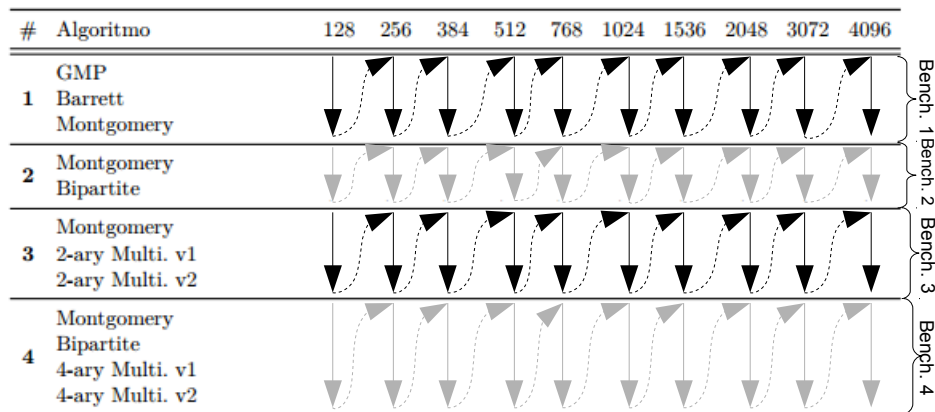 # Algoritmo 128 256 384 512 768 1024 1536 2048 3072 4096
GMP
1 Barrett
Montgomery
Bench. 1
Montgomery
2
Bipartite
Bench. 2
Montgomery
3 2-ary Multi. v1
2-ary Multi. v2
Bench. 3
Montgomery
Bipartite
4
4-ary Multi. v1
4-ary Multi. v2
Bench. 4